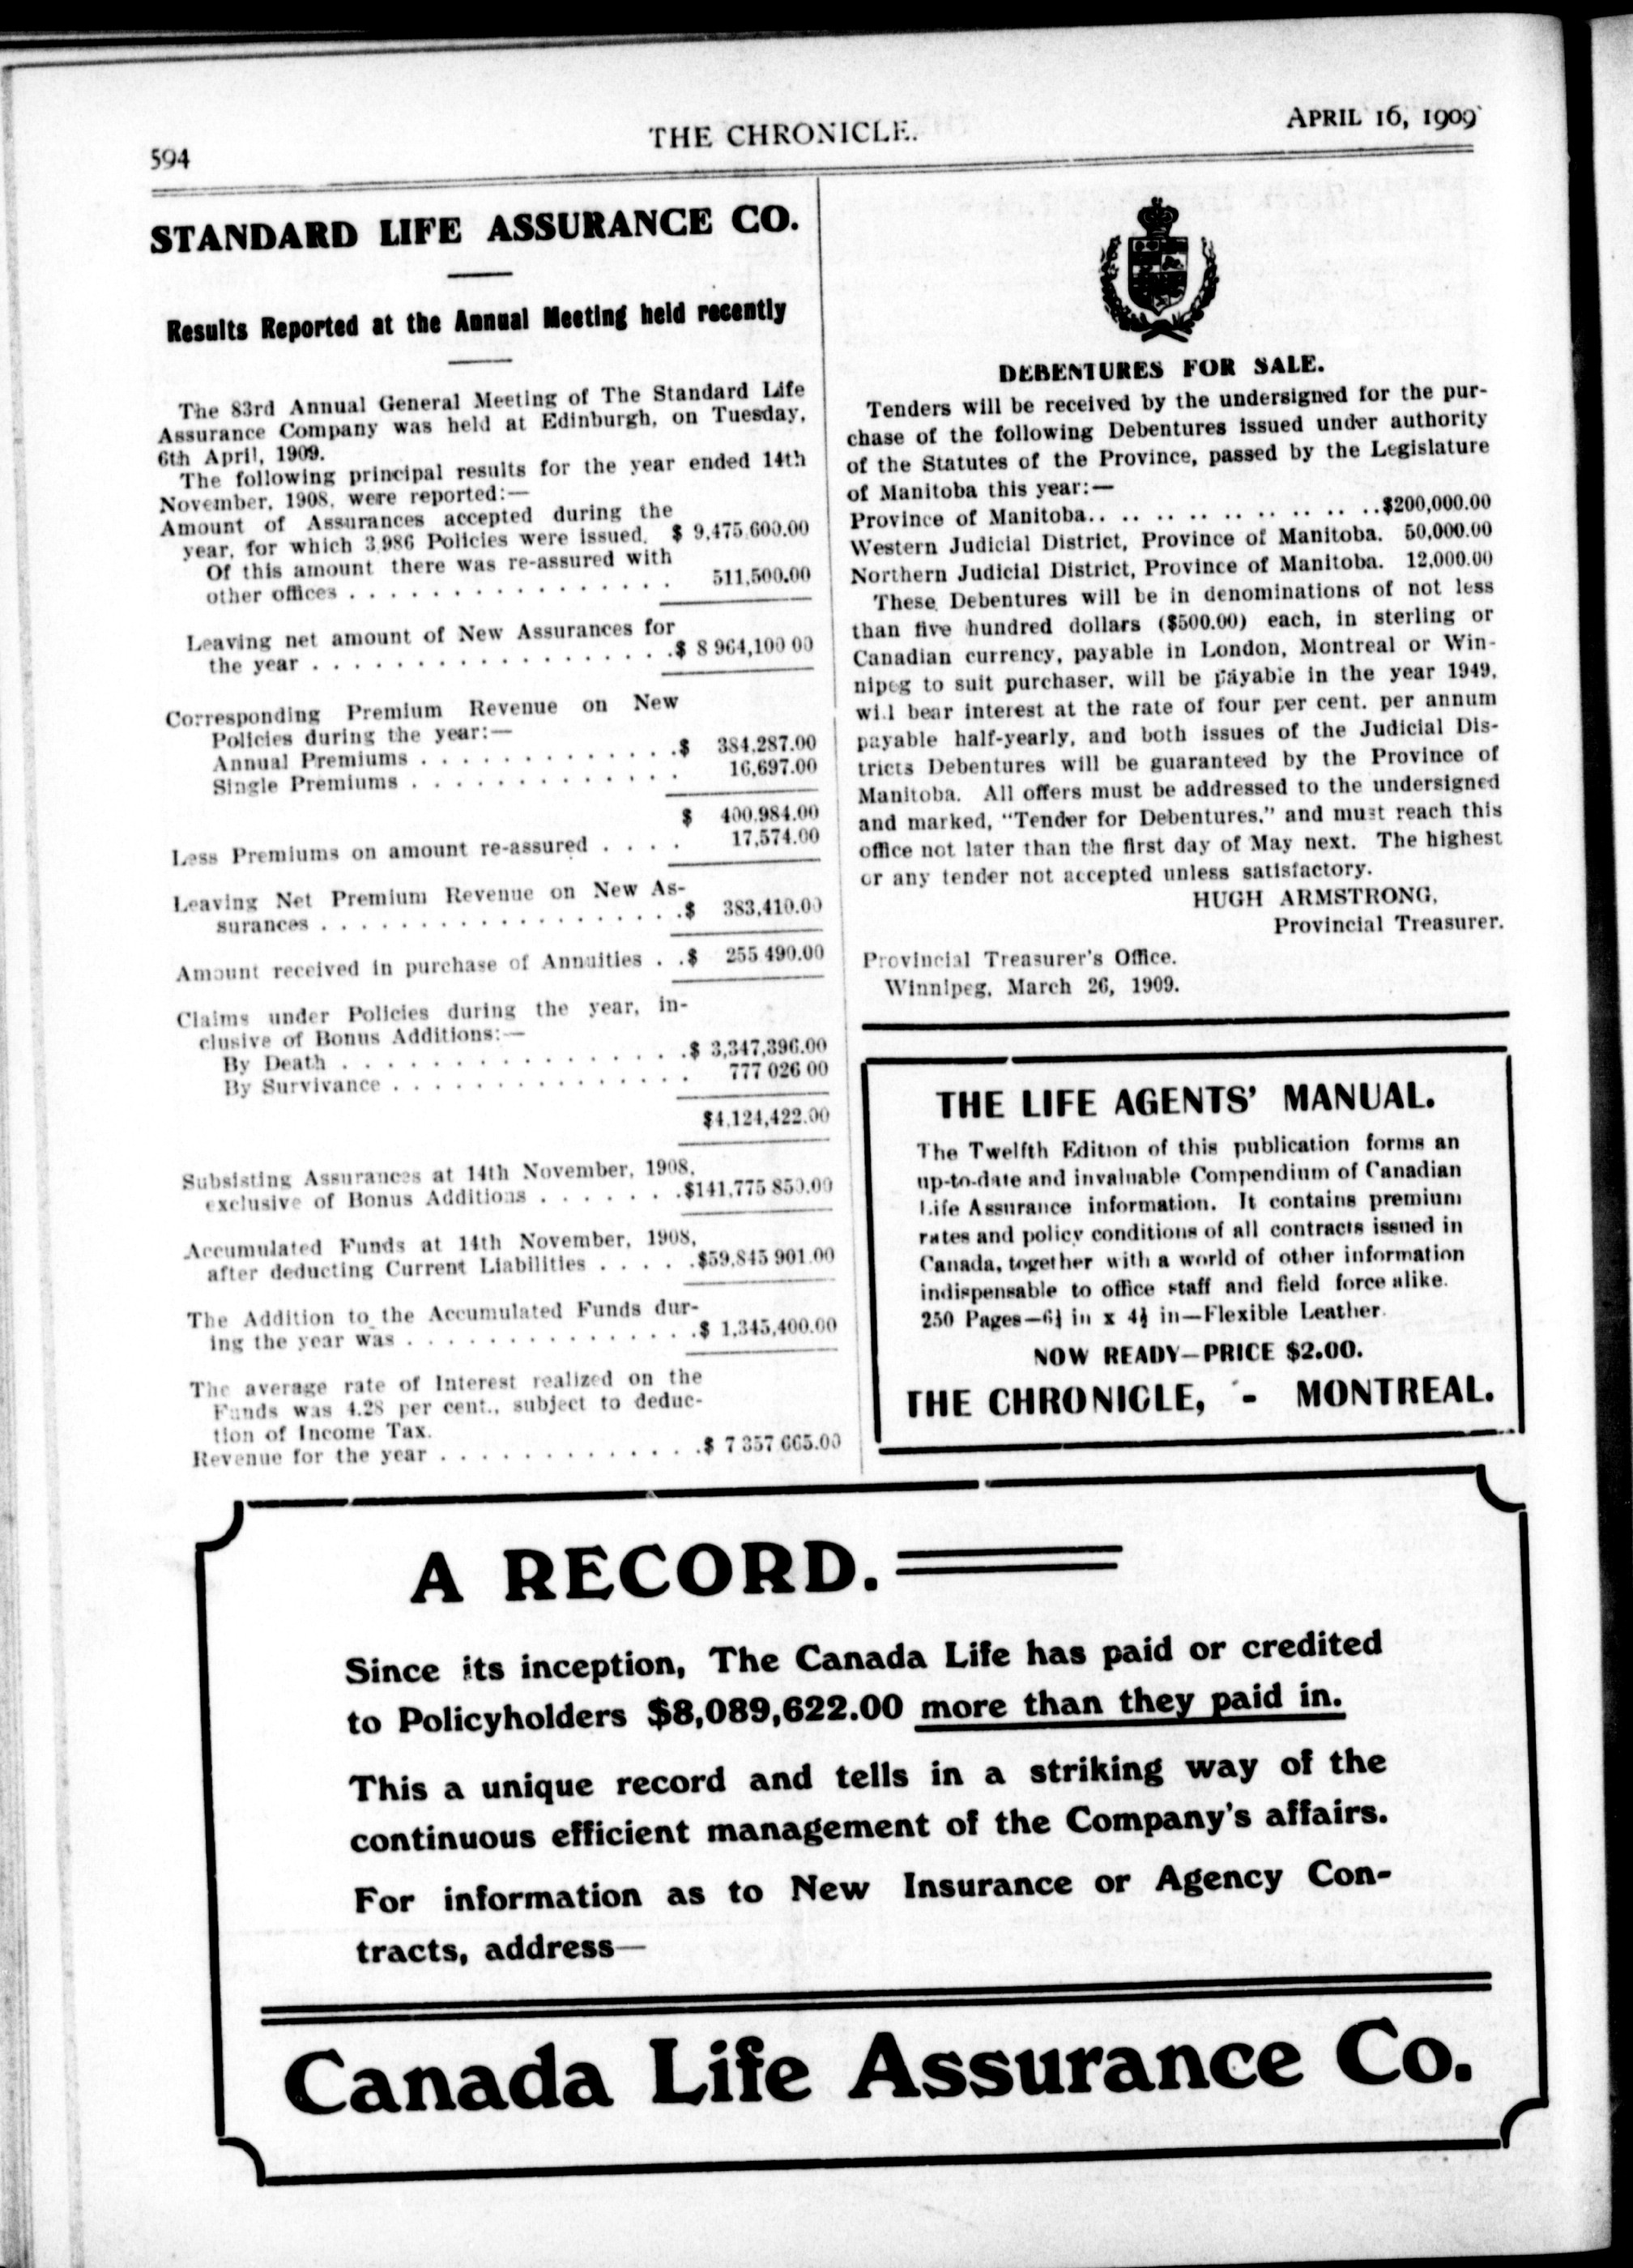 594
THE CHRONICLE.
APRIL 16, 1909
STANDARD LIFE ASSURANCE CO.
Results Reported at the Annual Meeting held recently
The 83rd Annual General Meeting of The Standard Life
Assurance Company was held at Edinburgh, on Tuesday,
6th April, 1909.
The following principal results for the year ended 14th
November, 1908, were reported:—
Amount of Assurances accepted during the
year, for which 3,986 Policies were issued. $ 9,475,600.00
Of this amount there was re-assured with
other offices . . . . . . . . . . . . . . . . 511,500.00
Leaving net amount of New Assurances for
the year . . . . . . . . . . . . . . . . . .$ 8 964,100 00
Corresponding Premium Revenue on New
Policies during the year:—
Annual Premiums . . . . . . . . . . . . .$ 384,287.00
Single Premiums . . . . . . . . . . . . . 16,697.00
$ 400,984.00
Less Premiums on amount re-assured . . . . 17,574.00
Leaving Net Premium Revenue on New As-
surances . . . . . . . . . . . . . . . . . .$ 383,410.00
Amount received in purchase of Annuities . .$ 255 490.00
Claims under Policies during the year, in-
clusive of Bonus Additions:—
By Death . . . . . . . . . . . . . . . . .$ 3,347,396.00
By Survivance . . . . . . . . . . . . . . . 777 026 00
$4,124,422.00
Subsisting Assurances at 14th November, 1908,
exclusive of Bonus Additions . . . . . . .$141,775 850.00
Accumulated Funds at 14th November, 1908,
after deducting Current Liabilities . . . . .$59,845 901.00
The Addition to the Accumulated Funds dur-
ing the year was . . . . . . . . . . . . . .$ 1,345,400.00
The average rate of Interest realized on the
Funds was 4.28 per cent., subject to deduc-
tion of Income Tax.
Revenue for the year . . . . . . . . . . . . .$ 7 357 665.00
DEBENTURES FOR SALE.
Tenders will be received by the undersigned for the pur-
chase of the following Debentures issued under authority
of the Statutes of the Province, passed by the Legislature
of Manitoba this year:—
Province of Manitoba.. .. .. .. .. .. .. .. ..$200,000.00
Western Judicial District, Province of Manitoba. 50,000.00
Northern Judicial District, Province of Manitoba. 12,000.00
These Debentures will be in denominations of not less
than five hundred dollars ($500.00) each, in sterling or
Canadian currency, payable in London, Montreal or Win-
nipeg to suit purchaser, will be payable in the year 1949,
will bear interest at the rate of four per cent. per annum
payable half-yearly, and both issues of the Judicial Dis-
tricts Debentures will be guaranteed by the Province of
Manitoba. All offers must be addressed to the undersigned
and marked, "Tender for Debentures," and must reach this
office not later than the first day of May next. The highest
or any tender not accepted unless satisfactory.
HUGH ARMSTRONG,
Provincial Treasurer.
Provincial Treasurer's Office.
Winnipeg, March 26, 1909.
THE LIFE AGENTS' MANUAL.
The Twelfth Edition of this publication forms an
up-to-date and invaluable Compendium of Canadian
Life Assurance information. It contains premium
rates and policy conditions of all contracts issued in
Canada, together with a world of other information
indispensable to office staff and field force alike.
250 Pages—6¼ in x 4½ in—Flexible Leather.
NOW READY—PRICE $2.00.
THE CHRONICLE, - MONTREAL.
A RECORD.
Since its inception, The Canada Life has paid or credited
to Policyholders $8,089,622.00 more than they paid in.
This a unique record and tells in a striking way of the
continuous efficient management of the Company's affairs.
For information as to New Insurance or Agency Con-
tracts, address—
Canada Life Assurance Co.